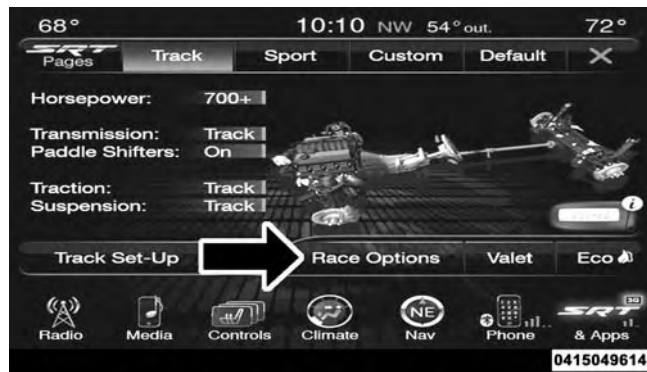 68° 10:10 NW 54° out. 72°
SRT Pages Track Sport Custom Default X
Horsepower: 700+
Transmission: Track
Paddle Shifters: On
Traction: Track
Suspension: Track
i
Track Set-Up Race Options Valet Eco
NE
3G
SRT
Radio Media Controls Climate Nav Phone & Apps
0415049614